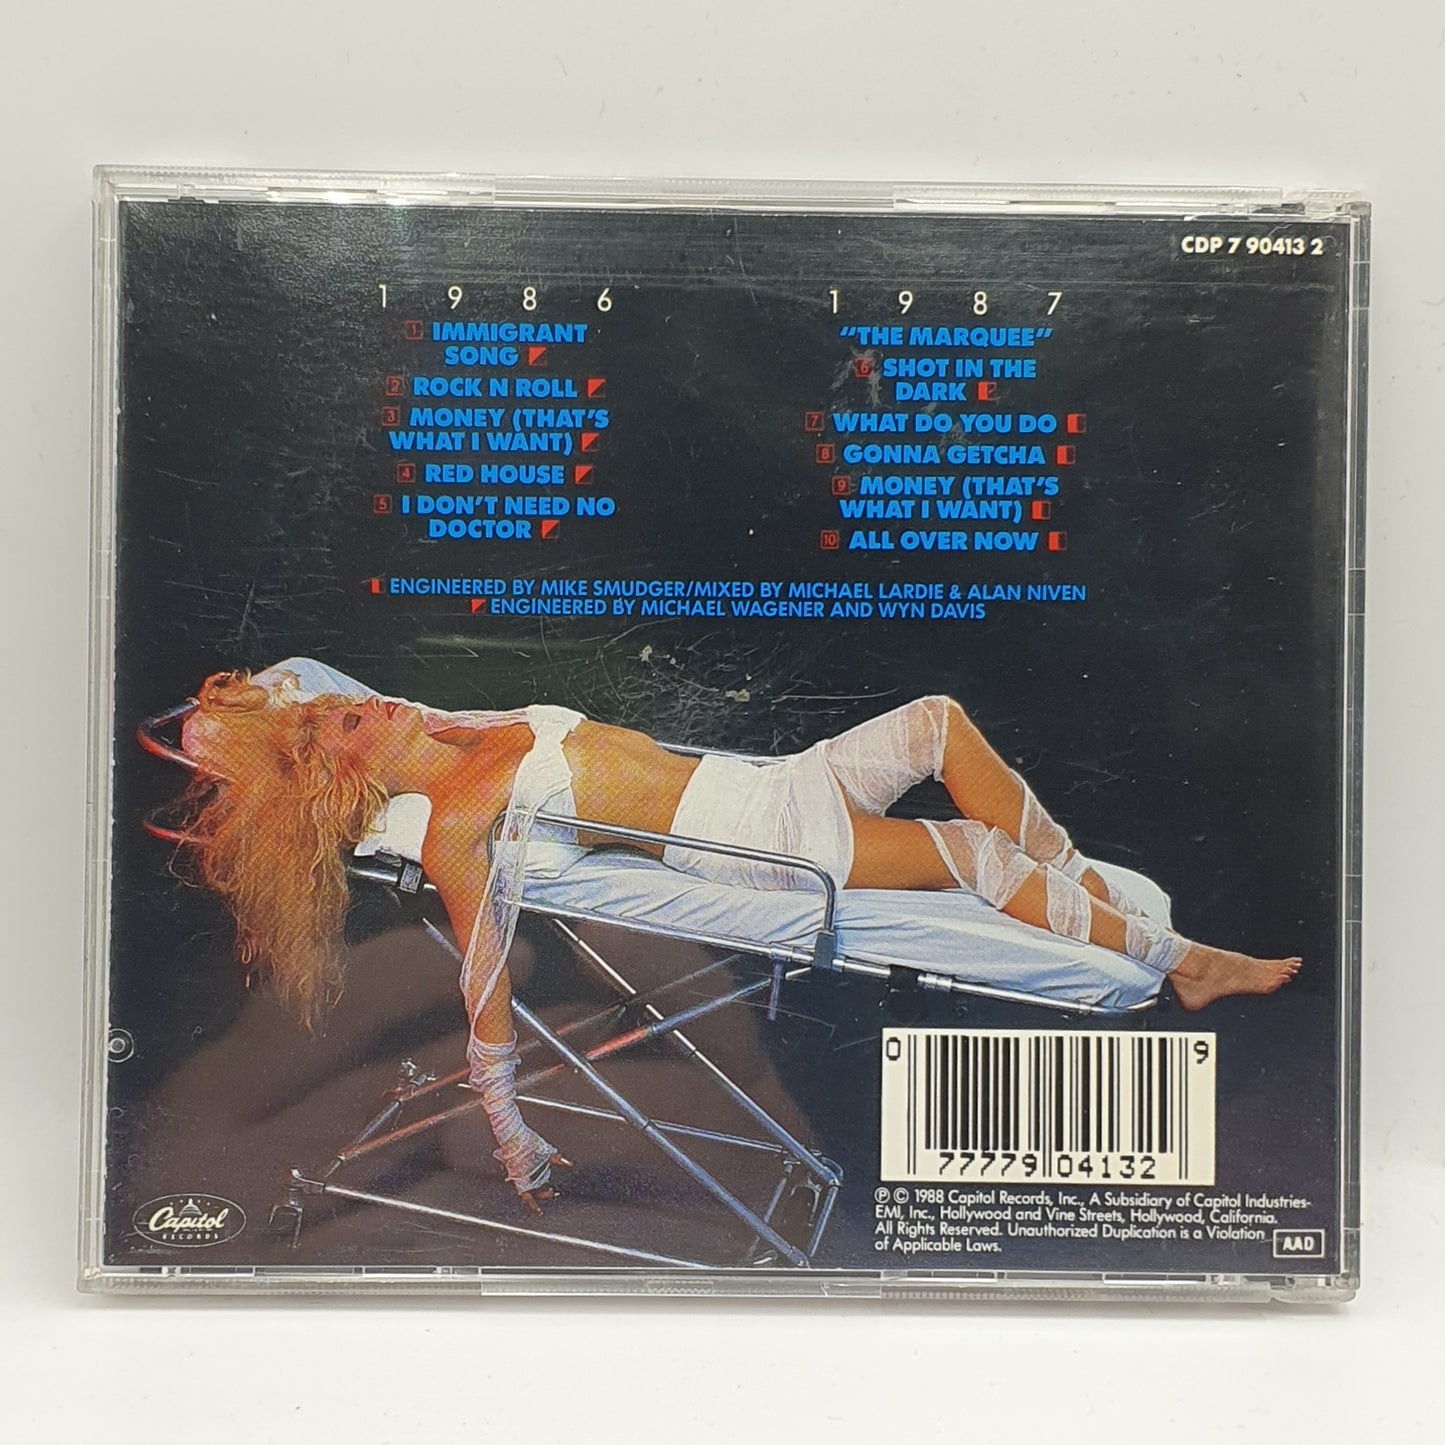 CDP 7 90413 2
1 9 8 6
1 IMMIGRANT
SONG
2 ROCK N ROLL
3 MONEY (THAT'S
WHAT I WANT)
4 RED HOUSE
5 I DON'T NEED NO
DOCTOR
1 9 8 7
"THE MARQUEE"
6 SHOT IN THE
DARK
7 WHAT DO YOU DO
8 GONNA GETCHA
9 MONEY (THAT'S
WHAT I WANT)
10 ALL OVER NOW
ENGINEERED BY MIKE SMUDGER/MIXED BY MICHAEL LARDIE & ALAN NIVEN
ENGINEERED BY MICHAEL WAGENER AND WYN DAVIS
0 77779 04132 9
Capitol
RECORDS
℗ © 1988 Capitol Records, Inc., A Subsidiary of Capitol Industries-
EMI, Inc., Hollywood and Vine Streets, Hollywood, California.
All Rights Reserved. Unauthorized Duplication is a Violation
of Applicable Laws.
AAD